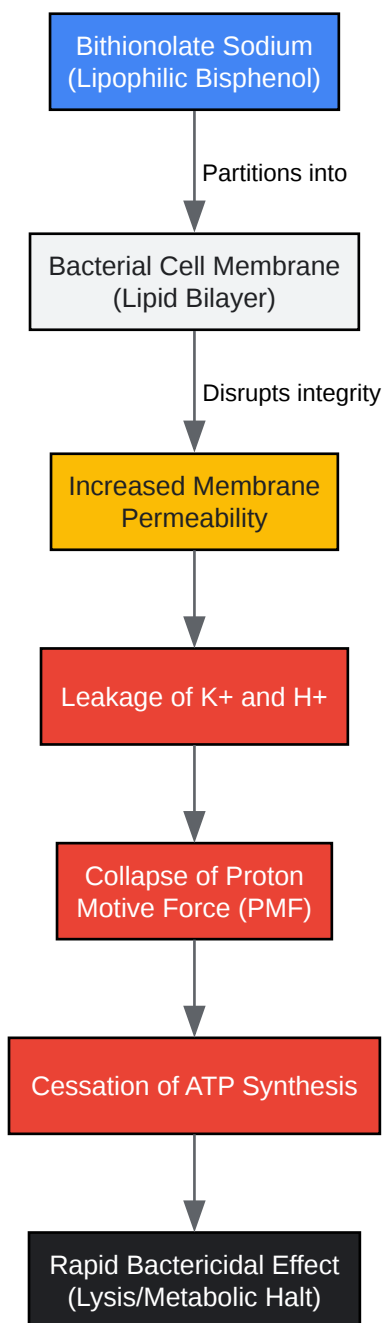 Bithionolate Sodium
(Lipophilic Bisphenol)
Partitions into
Bacterial Cell Membrane
(Lipid Bilayer)
Disrupts integrity
Increased Membrane
Permeability
Leakage of K+ and H+
Collapse of Proton
Motive Force (PMF)
Cessation of ATP Synthesis
Rapid Bactericidal Effect
(Lysis/Metabolic Halt)